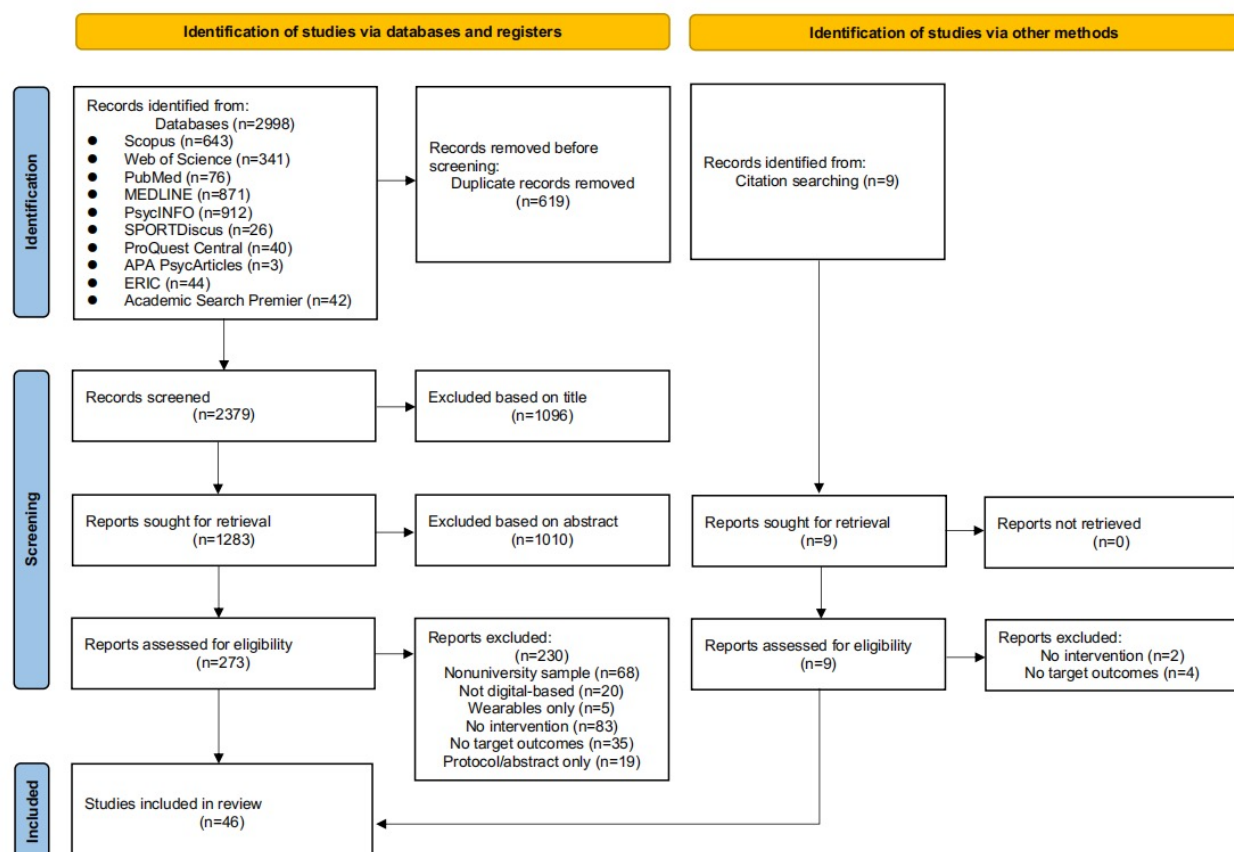 Identification of studies via databases and registers
Identification of studies via other methods
Identification
Records identified from:
Databases (n=2998)
● Scopus (n=643)
● Web of Science (n=341)
● PubMed (n=76)
● MEDLINE (n=871)
● PsycINFO (n=912)
● SPORTDiscus (n=26)
● ProQuest Central (n=40)
● APA PsycArticles (n=3)
● ERIC (n=44)
● Academic Search Premier (n=42)
Records removed before
screening:
Duplicate records removed
(n=619)
Records identified from:
Citation searching (n=9)
Screening
Records screened
(n=2379)
Excluded based on title
(n=1096)
Reports sought for retrieval
(n=1283)
Excluded based on abstract
(n=1010)
Reports sought for retrieval
(n=9)
Reports not retrieved
(n=0)
Reports assessed for eligibility
(n=273)
Reports excluded:
(n=230)
Nonuniversity sample (n=68)
Not digital-based (n=20)
Wearables only (n=5)
No intervention (n=83)
No target outcomes (n=35)
Protocol/abstract only (n=19)
Reports assessed for eligibility
(n=9)
Reports excluded:
No intervention (n=2)
No target outcomes (n=4)
Included
Studies included in review
(n=46)